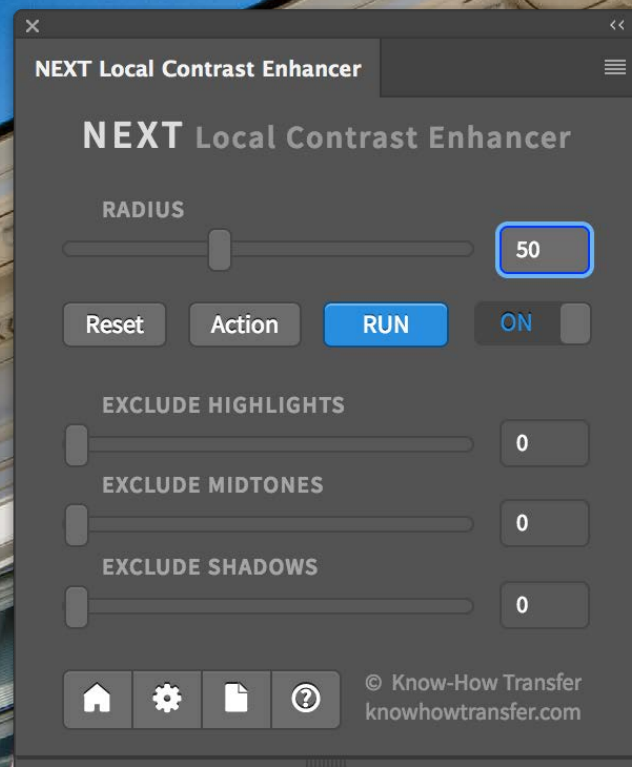 NEXT Local Contrast Enhancer
NEXT Local Contrast Enhancer
RADIUS
50
Reset Action RUN ON
EXCLUDE HIGHLIGHTS
0
EXCLUDE MIDTONES
0
EXCLUDE SHADOWS
0
© Know-How Transfer
knowhowtransfer.com